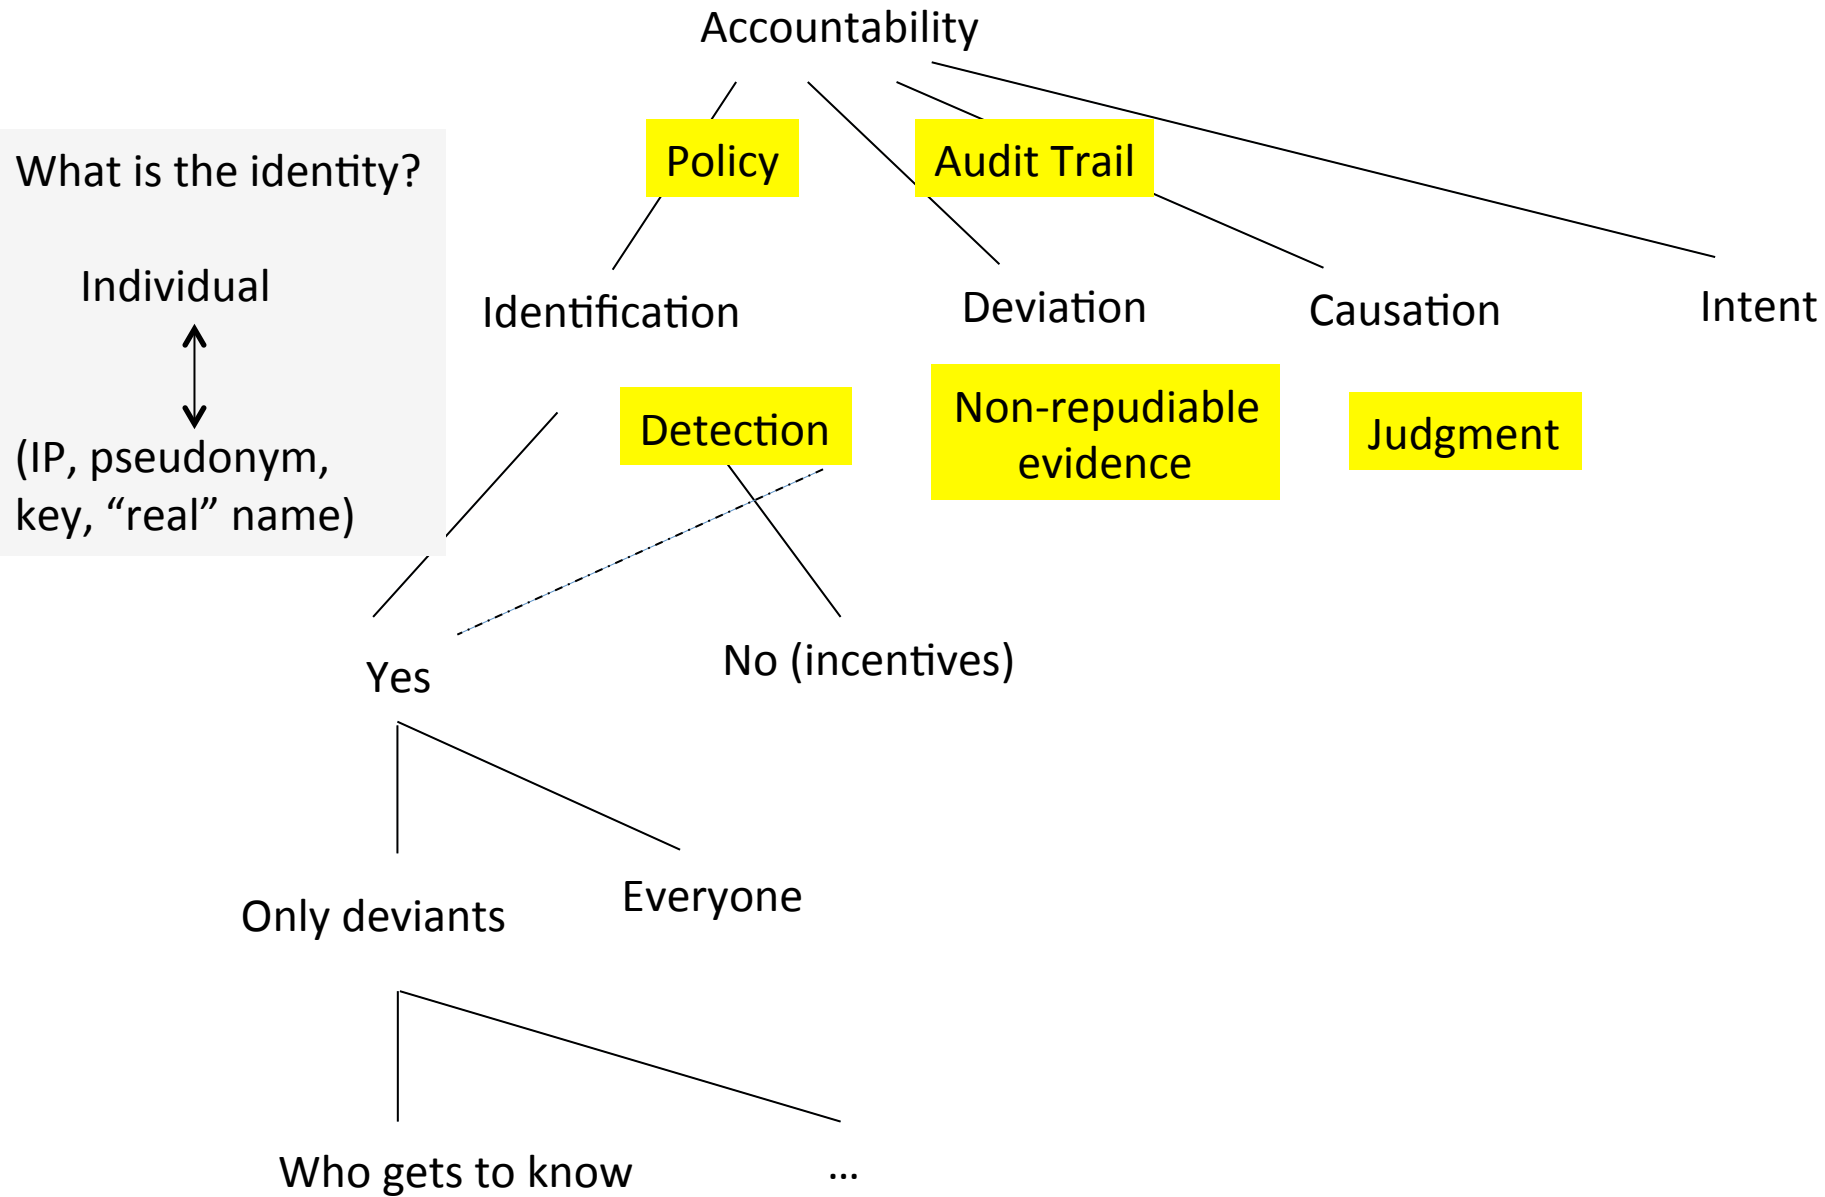 Accountability
Policy
Audit Trail
What is the identity?
Individual
(IP, pseudonym,
key, “real” name)
Identification
Deviation
Causation
Intent
Detection
Non-repudiable
evidence
Judgment
Yes
No (incentives)
Only deviants
Everyone
Who gets to know
...